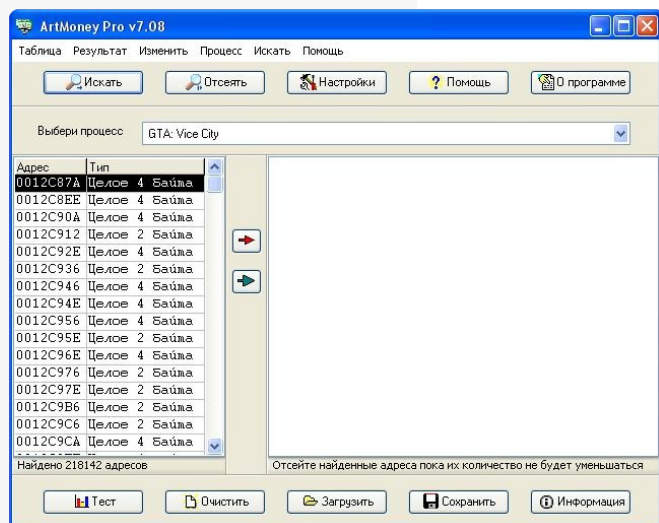 ArtMoney Pro v7.08
Таблица Результат Изменить Процесс Искать Помощь
Искать Отсеять Настройки ? Помощь О программе
Выбери процесс GTA: Vice City
Адрес Тип
0012C87A Целое 4 байта
0012C8EE Целое 4 байта
0012C90A Целое 4 байта
0012C912 Целое 2 байта
0012C92E Целое 4 байта
0012C936 Целое 2 байта
0012C946 Целое 4 байта
0012C94E Целое 4 байта
0012C956 Целое 4 байта
0012C95E Целое 2 байта
0012C96E Целое 4 байта
0012C976 Целое 2 байта
0012C97E Целое 2 байта
0012C9B6 Целое 2 байта
0012C9C6 Целое 2 байта
0012C9CA Целое 4 байта
Найдено 218142 адресов Отсейте найденные адреса пока их количество не будет уменьшаться
Тест Очистить Загрузить Сохранить Информация